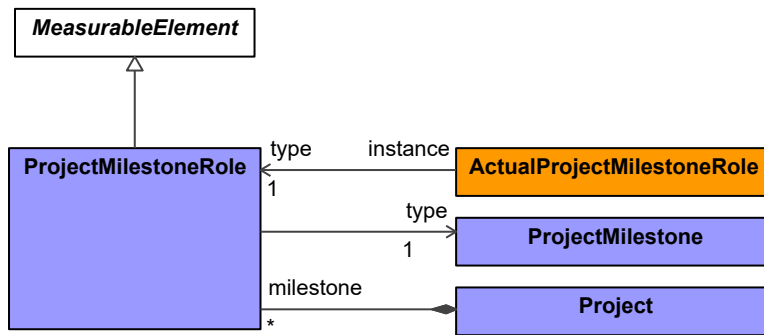 MeasurableElement
ProjectMilestoneRole
type
instance
1
ActualProjectMilestoneRole
type
1
ProjectMilestone
milestone
*
Project